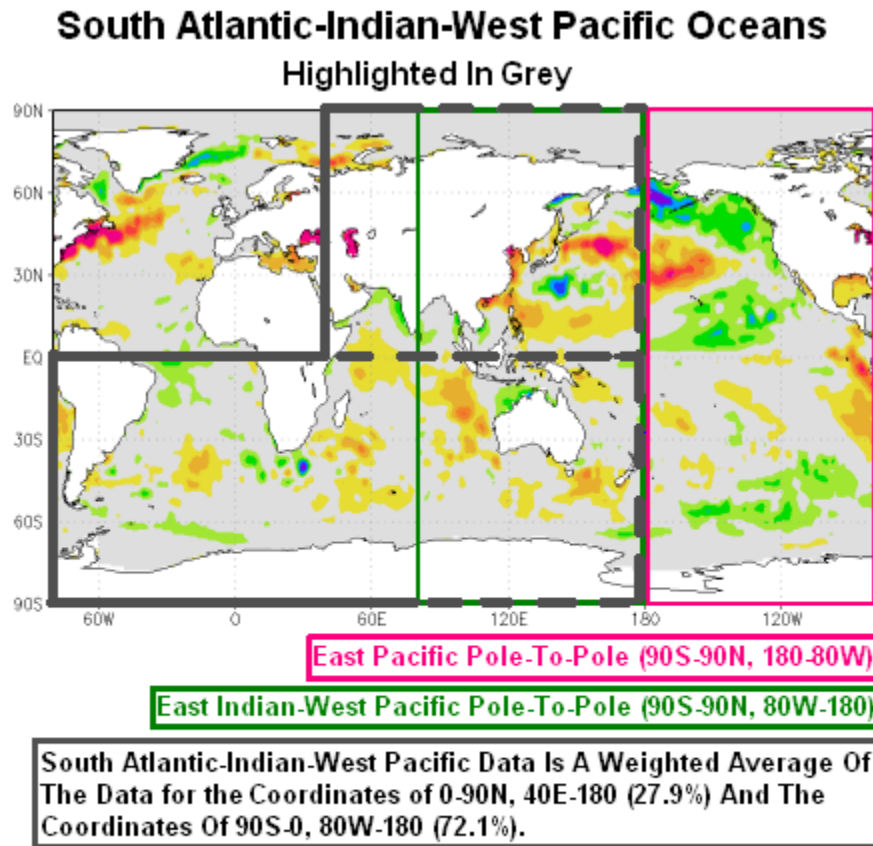 South Atlantic-Indian-West Pacific Oceans
Highlighted In Grey
90N
60N
30N
EQ
30S
60S
90S
60W 0 60E 120E 180 120W
East Pacific Pole-To-Pole (90S-90N, 180-80W)
East Indian-West Pacific Pole-To-Pole (90S-90N, 80W-180)
South Atlantic-Indian-West Pacific Data Is A Weighted Average Of
The Data for the Coordinates of 0-90N, 40E-180 (27.9%) And The
Coordinates Of 90S-0, 80W-180 (72.1%).